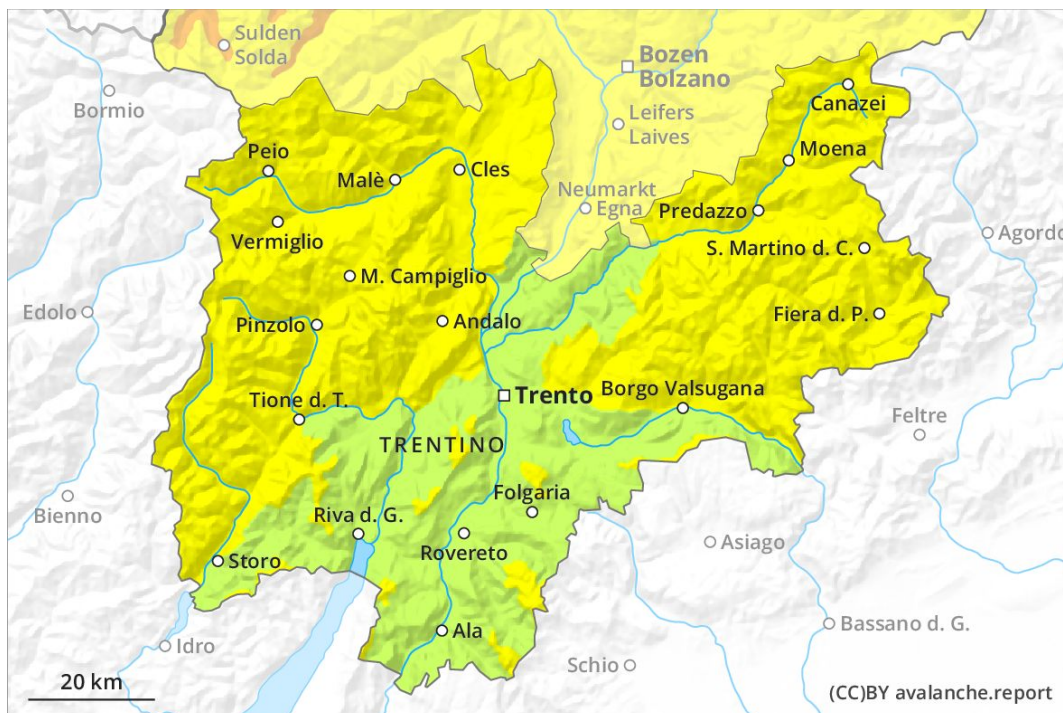 Sulden
Solda
Bozen
Bolzano
Bormio
Canazei
Leifers
Laives
Peio
Moena
Malè
Cles
Neumarkt
Egna
Predazzo
Vermiglio
Agordo
S. Martino d. C.
M. Campiglio
Edolo
Fiera d. P.
Pinzolo
Andalo
Trento
Borgo Valsugana
Tione d. T.
Feltre
TRENTINO
Bienno
Folgaria
Riva d. G.
Rovereto
Asiago
Storo
Ala
Bassano d. G.
Idro
Schio
20 km
(CC)BY avalanche.report